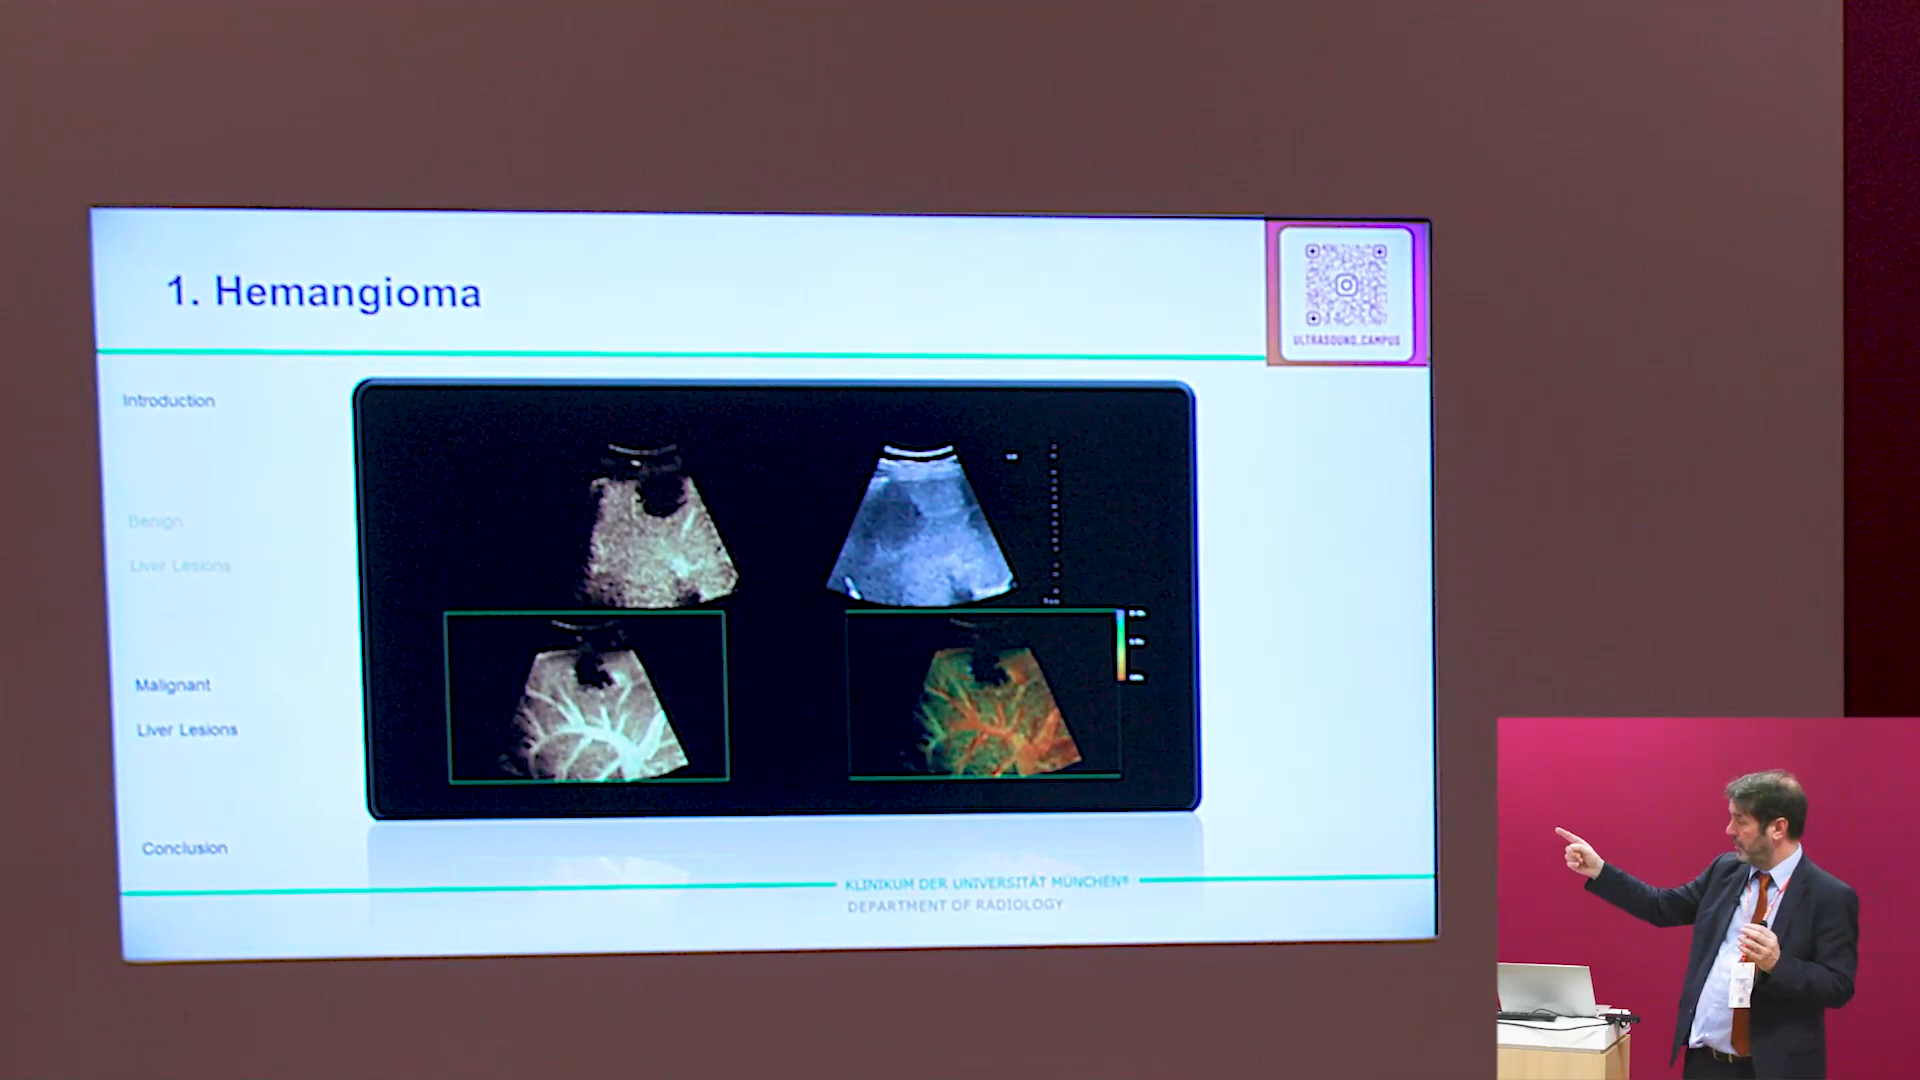 1. Hemangioma
ULTRASOUND_CAMPUS
Introduction
Benign
Liver Lesions
Malignant
Liver Lesions
Conclusion
KLINIKUM DER UNIVERSITÄT MÜNCHEN®
DEPARTMENT OF RADIOLOGY